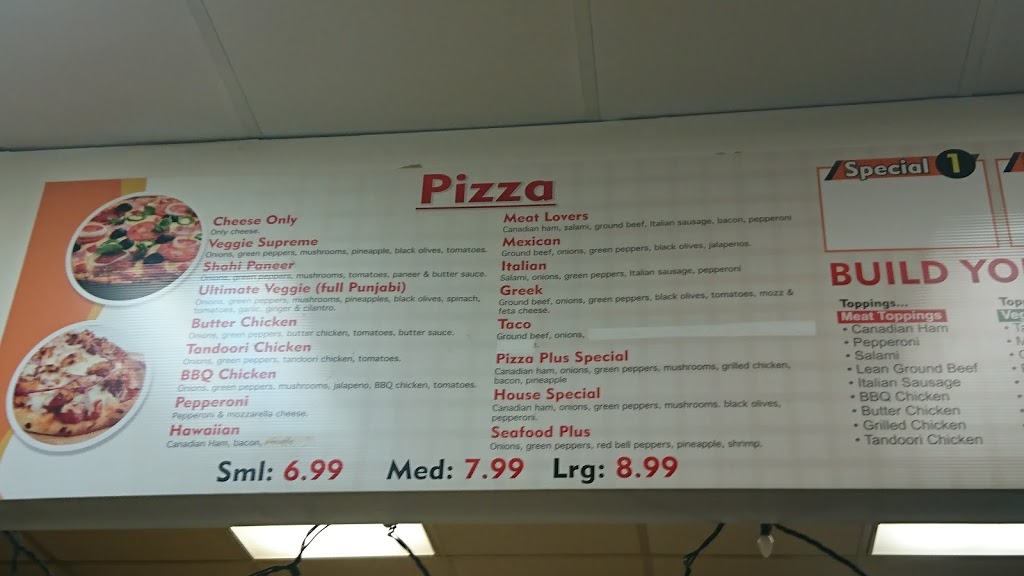 Pizza
Cheese Only
Only cheese.
Veggie Supreme
Onions, green peppers, mushrooms, pineapple, black olives, tomatoes.
Shahi Paneer
Onions, green peppers, mushrooms, tomatoes, paneer & butter sauce.
Ultimate Veggie (full Punjabi)
Onions, green peppers, mushrooms, pineapples, black olives, spinach,
tomatoes, garlic, ginger & cilantro.
Butter Chicken
Onions, green peppers, butter chicken, tomatoes, butter sauce.
Tandoori Chicken
Onions, green peppers, tandoori chicken, tomatoes.
BBQ Chicken
Onions, green peppers, mushrooms, jalapeno, BBQ chicken, tomatoes.
Pepperoni
Pepperoni & mozzarella cheese.
Hawaiian
Canadian Ham, bacon,
Meat Lovers
Canadian ham, salami, ground beef, Italian sausage, bacon, pepperoni
Mexican
Ground beef, onions, green peppers, black olives, jalapenos.
Italian
Salami, onions, green peppers, Italian sausage, pepperoni
Greek
Ground beef, onions, green peppers, black olives, tomatoes, mozz &
feta cheese.
Taco
Ground beef, onions,
Pizza Plus Special
Canadian ham, onions, green peppers, mushrooms, grilled chicken,
bacon, pineapple
House Special
Canadian ham, onions, green peppers, mushrooms. black olives,
pepperoni.
Seafood Plus
Onions, green peppers, red bell peppers, pineapple, shrimp.
Sml: 6.99 Med: 7.99 Lrg: 8.99
Special 1
BUILD YO
Toppings...
Meat Toppings
• Canadian Ham
• Pepperoni
• Salami
• Lean Ground Beef
• Italian Sausage
• BBQ Chicken
• Butter Chicken
• Grilled Chicken
• Tandoori Chicken
Top
Veg